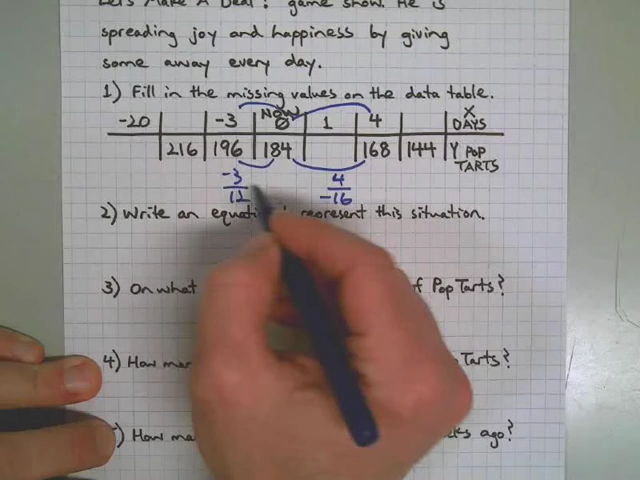 Let's Make A Deal! game show. He is
spreading joy and happiness by giving
some away every day.
1) Fill in the missing values on the data table.
NOW X
-20 -3 0 1 4 DAYS
216 196 184 168 144 Y POP
TARTS
-3 4
12 -16
2) Write an represent this situation.
3) On what of Pop Tarts?
4) How Tarts?
5) How ago?